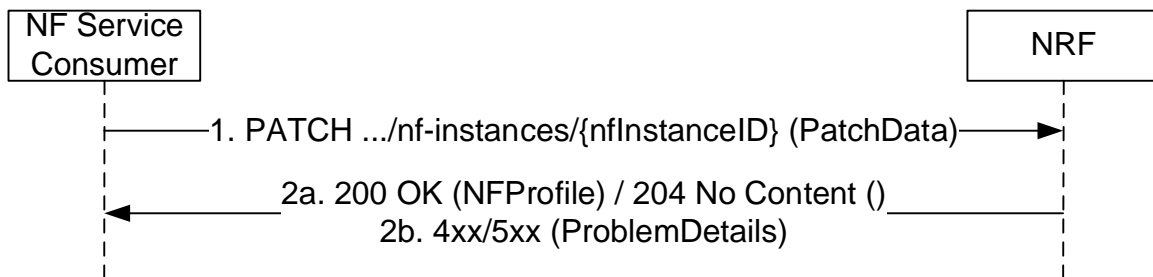 NF Service
Consumer
NRF
1. PATCH .../nf-instances/{nfInstanceID} (PatchData)
2a. 200 OK (NFProfile) / 204 No Content ()
2b. 4xx/5xx (ProblemDetails)